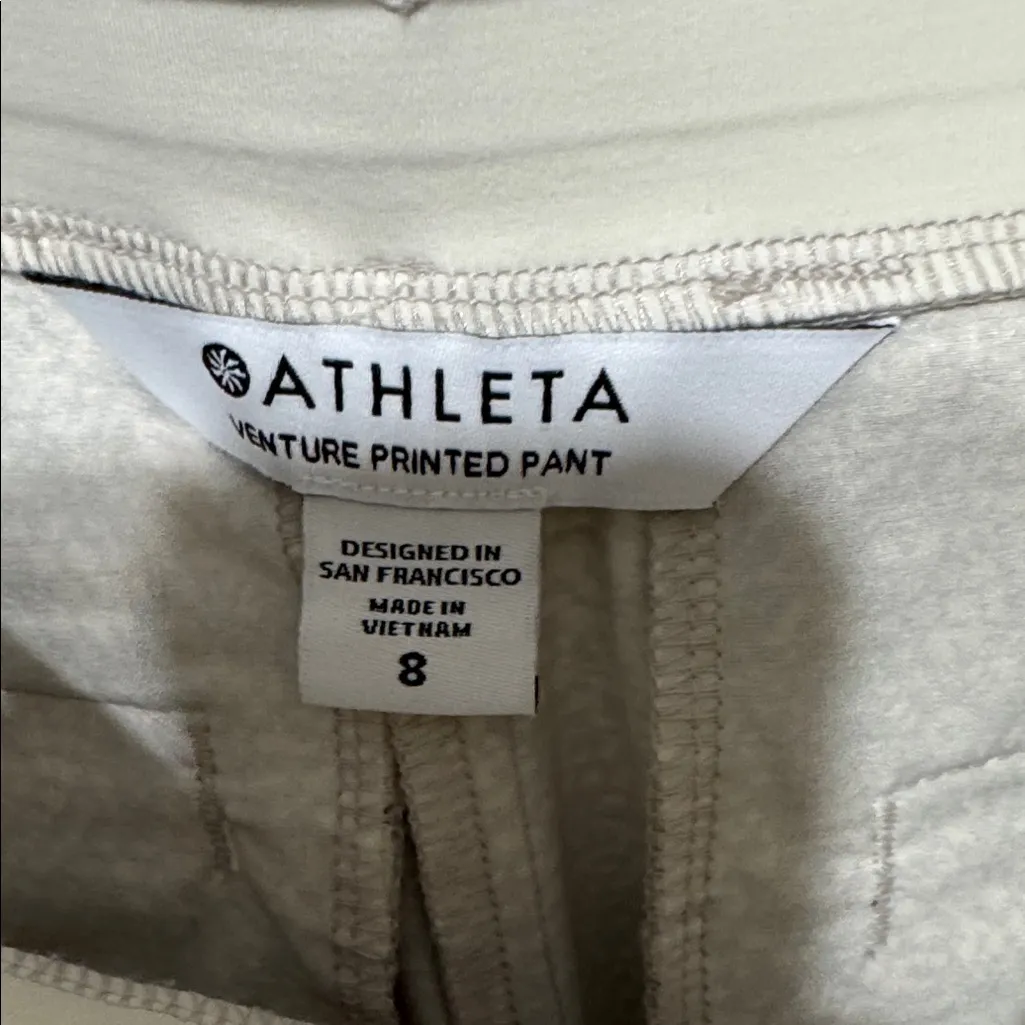 ATHLETA
VENTURE PRINTED PANT
DESIGNED IN
SAN FRANCISCO
MADE IN
VIETNAM
8